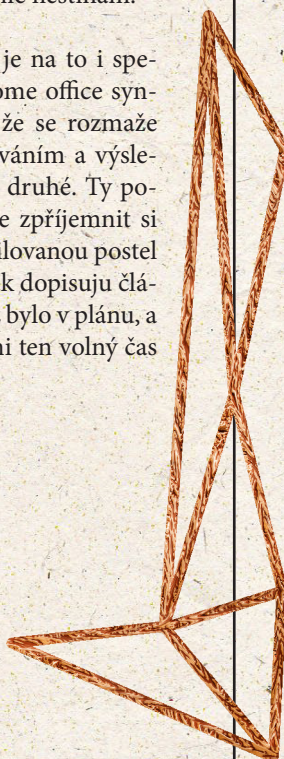 je na to i spe-
ome office syn-
že se rozmaže
váním a výsle-
druhé. Ty po-
e zpříjemnit si
ilovanou postel
k dopisuju člá-
bylo v plánu, a
ni ten volný čas